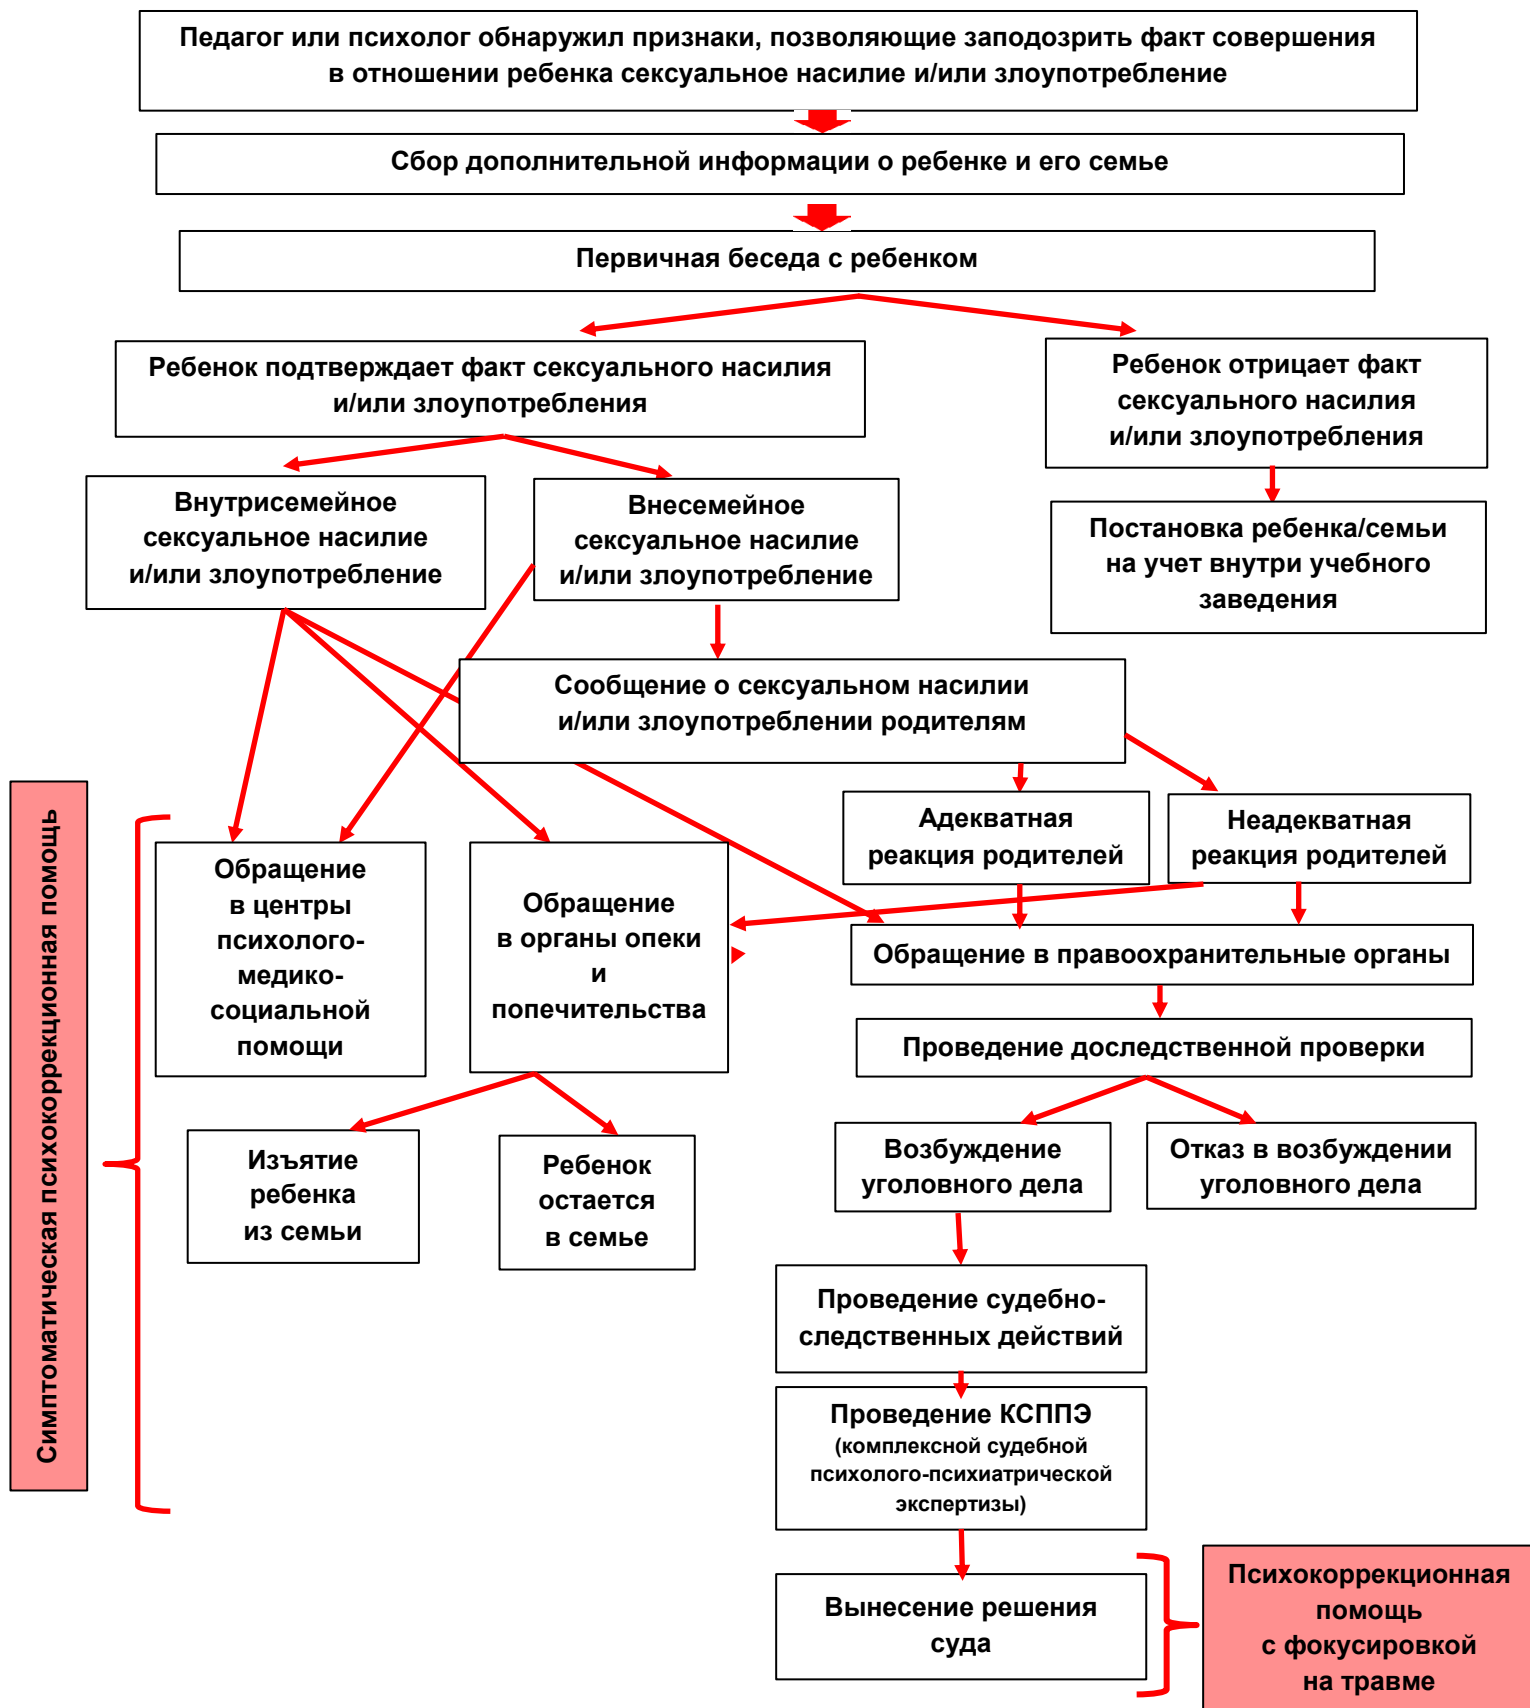 Педагог или психолог обнаружил признаки, позволяющие заподозрить факт совершения
в отношении ребенка сексуальное насилие и/или злоупотребление
Сбор дополнительной информации о ребенке и его семье
Первичная беседа с ребенком
Ребенок подтверждает факт сексуального насилия
и/или злоупотребления
Ребенок отрицает факт
сексуального насилия
и/или злоупотребления
Внутрисемейное
сексуальное насилие
и/или злоупотребление
Внесемейное
сексуальное насилие
и/или злоупотребление
Постановка ребенка/семьи
на учет внутри учебного
заведения
Сообщение о сексуальном насилии
и/или злоупотреблении родителям
Адекватная
реакция родителей
Неадекватная
реакция родителей
Симптоматическая психокоррекционная помощь
Обращение
в центры
психолого-
медико-
социальной
помощи
Обращение
в органы опеки
и
попечительства
Обращение в правоохранительные органы
Проведение доследственной проверки
Изъятие
ребенка
из семьи
Ребенок
остается
в семье
Возбуждение
уголовного дела
Отказ в возбуждении
уголовного дела
Проведение судебно-
следственных действий
Проведение КСППЭ
(комплексной судебной
психолого-психиатрической
экспертизы)
Вынесение решения
суда
Психокоррекционная
помощь
с фокусировкой
на травме